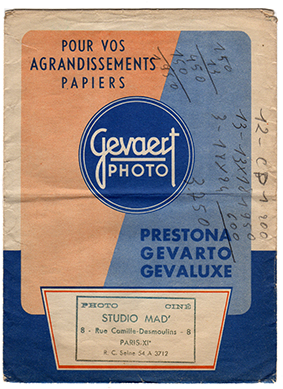 POUR VOS
AGRANDISSEMENTS
PAPIERS
Gevaert
PHOTO
PRESTONA
GEVARTO
GEVALUXE
PHOTO CINÉ
STUDIO MAD'
8 - Rue Camille-Desmoulins - 8
PARIS-XIe
R. C. Seine 54 A 3712